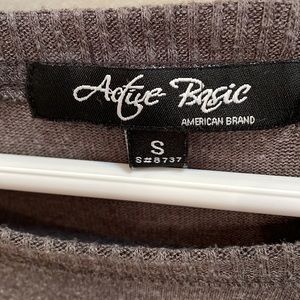 Active Basic
AMERICAN BRAND
S
S#8737